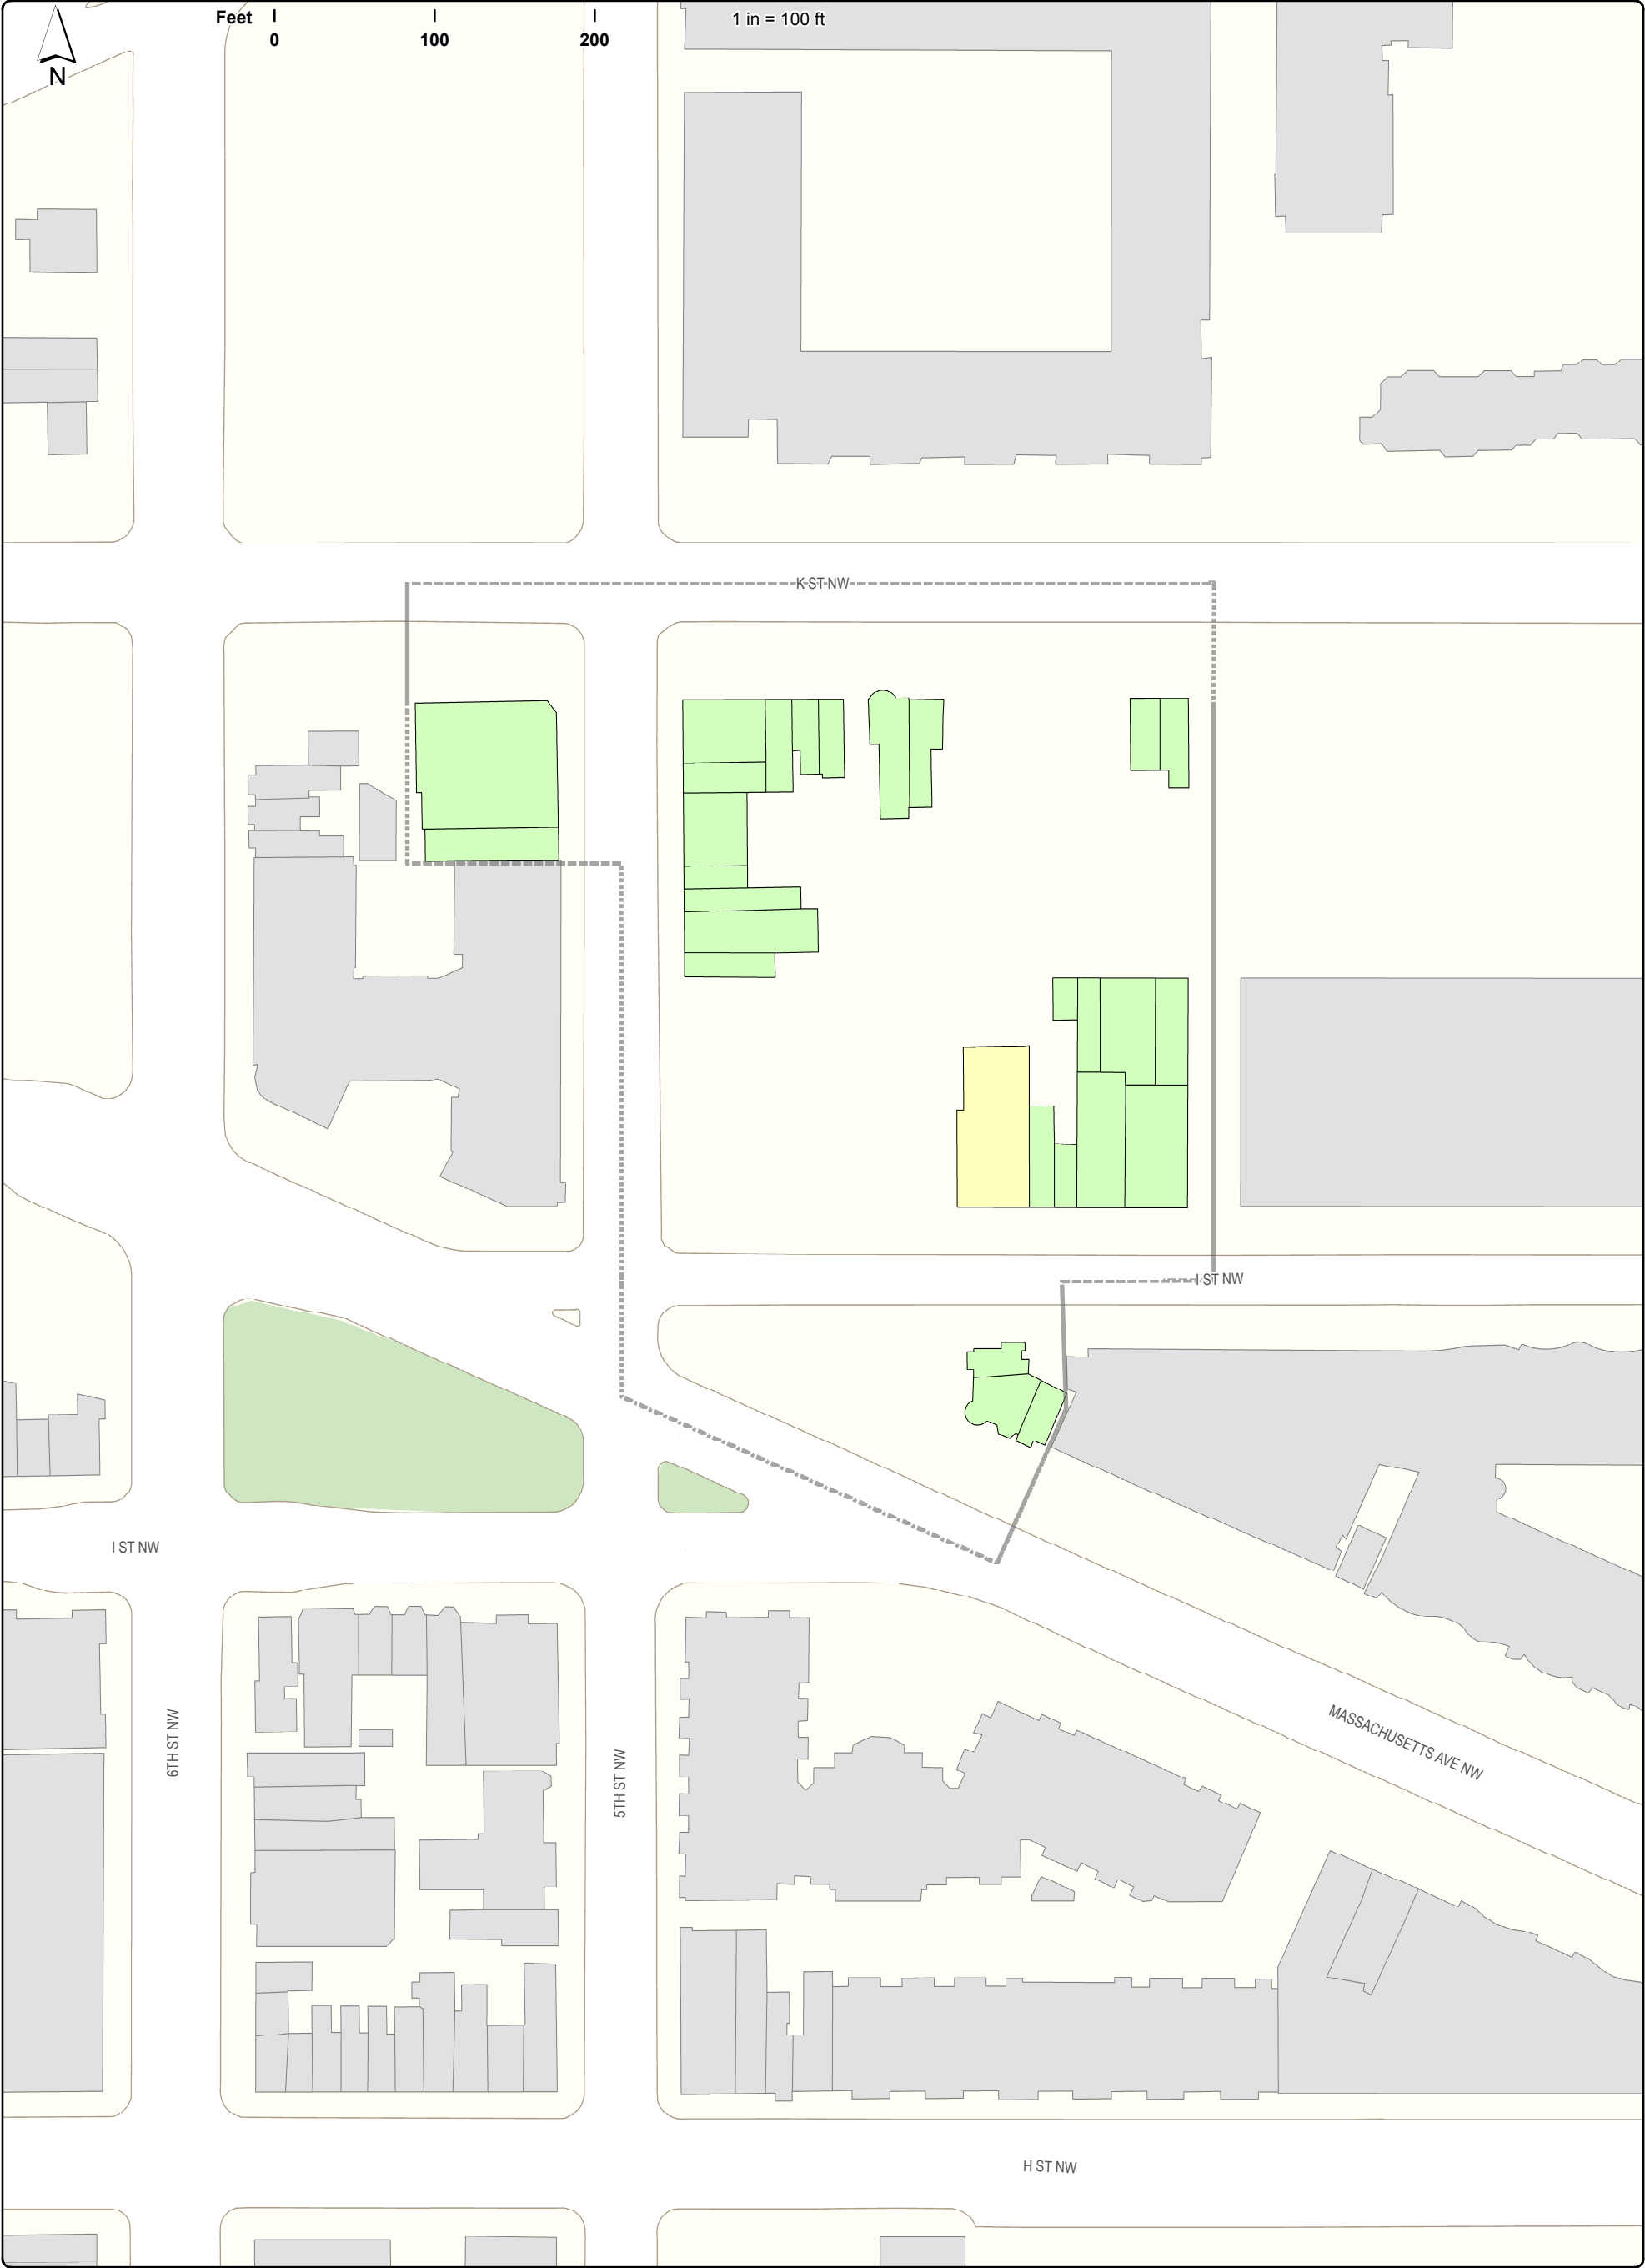 Feet
0 100 200
1 in = 100 ft
N
K ST NW
I ST NW
I ST NW
MASSACHUSETTS AVE NW
6TH ST NW
5TH ST NW
H ST NW